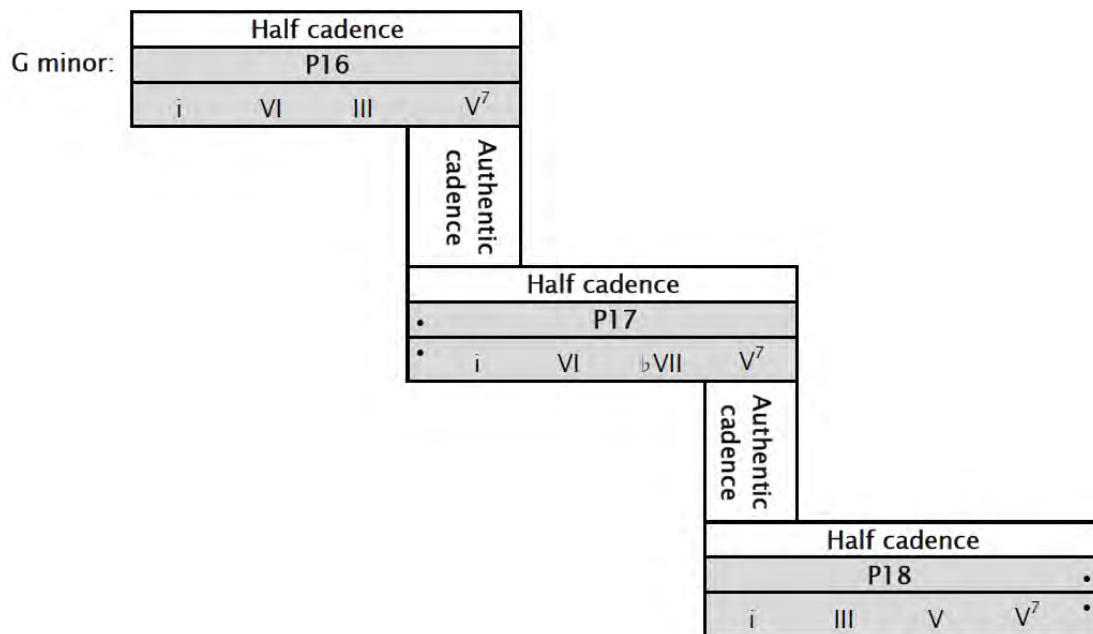 Half cadence
G minor:
P16
i VI III V⁷
Authentic
cadence
Half cadence
P17
i VI ♭VII V⁷
Authentic
cadence
Half cadence
P18
i III V V⁷